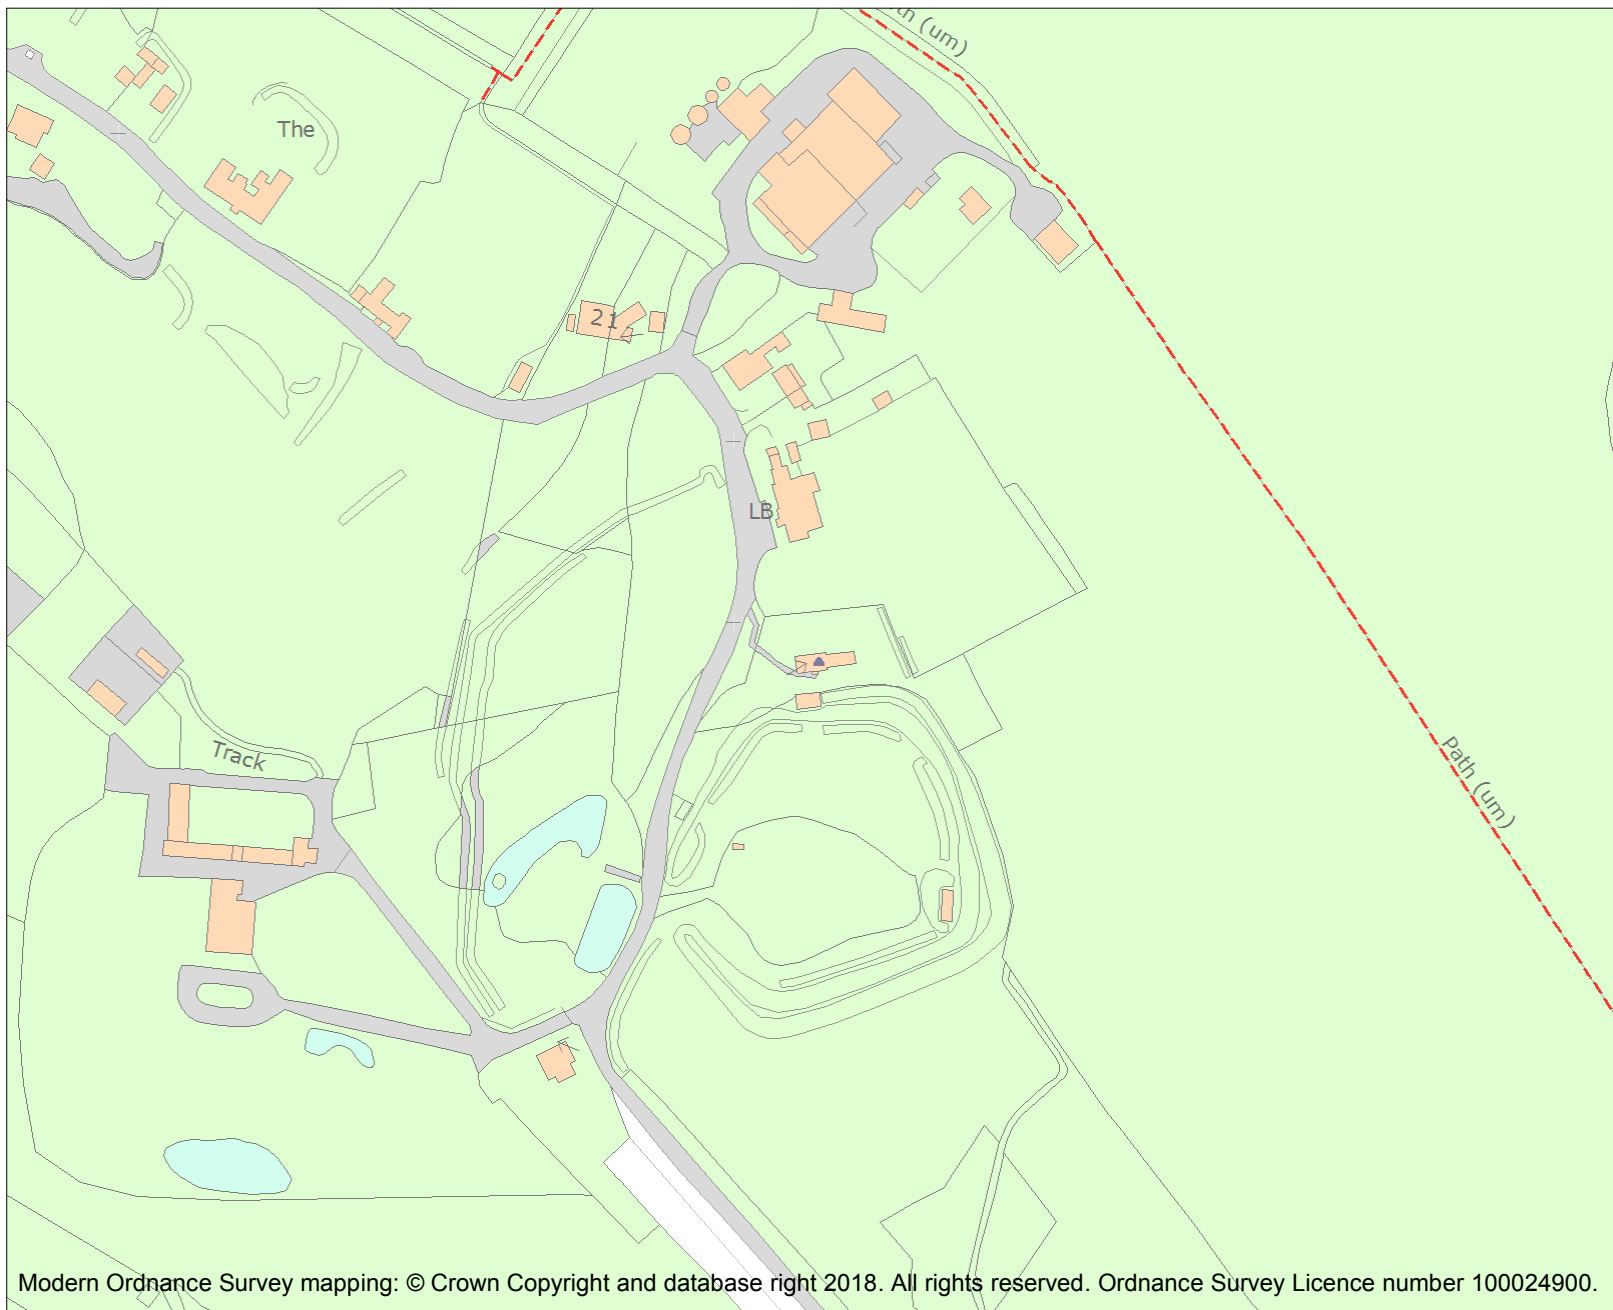 th (um)
The
21
LB
Track
Path (um)
Modern Ordnance Survey mapping: © Crown Copyright and database right 2018. All rights reserved. Ordnance Survey Licence number 100024900.